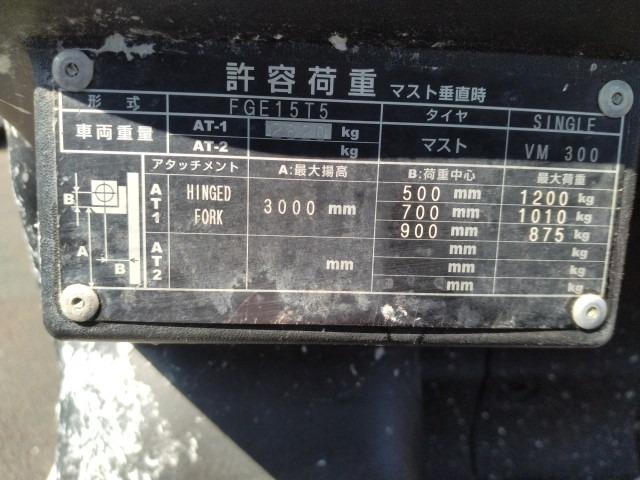 許容荷重 マスト垂直時
形式 FGE15T5 タイヤ SINGLE
車両重量 AT-1 kg マスト VM 300
AT-2 kg
アタッチメント A:最大揚高 B:荷重中心 最大荷重
AT1 HINGED FORK 3000 mm 500 mm 1200 kg
700 mm 1010 kg
900 mm 875 kg
AT2 mm mm kg
mm kg
B A B